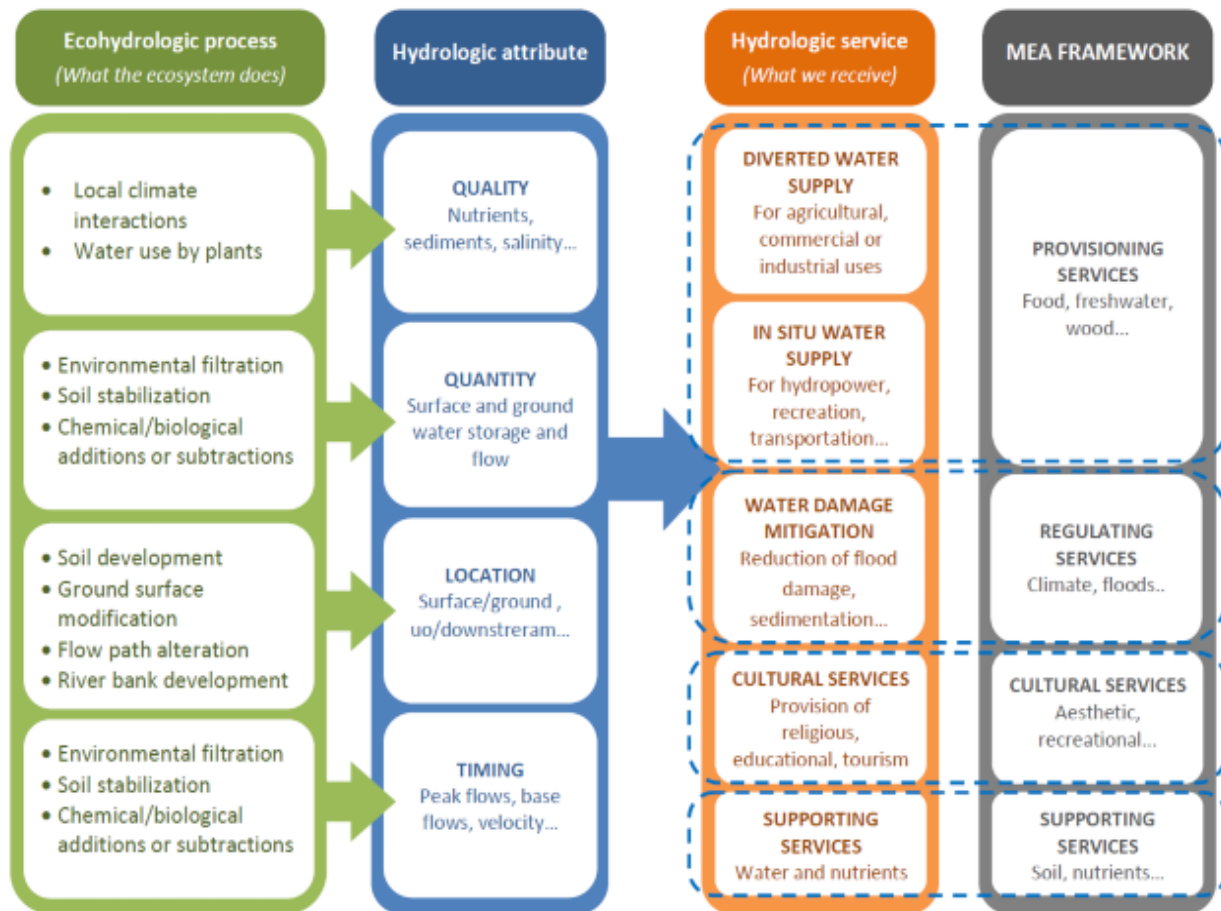 Ecohydrologic process
(What the ecosystem does)
• Local climate
interactions
• Water use by plants
• Environmental filtration
• Soil stabilization
• Chemical/biological
additions or subtractions
• Soil development
• Ground surface
modification
• Flow path alteration
• River bank development
• Environmental filtration
• Soil stabilization
• Chemical/biological
additions or subtractions
Hydrologic attribute
QUALITY
Nutrients,
sediments, salinity...
QUANTITY
Surface and ground
water storage and
flow
LOCATION
Surface/ground ,
uo/downstreram...
TIMING
Peak flows, base
flows, velocity...
Hydrologic service
(What we receive)
DIVERTED WATER
SUPPLY
For agricultural,
commercial or
industrial uses
IN SITU WATER
SUPPLY
For hydropower,
recreation,
transportation...
WATER DAMAGE
MITIGATION
Reduction of flood
damage,
sedimentation...
CULTURAL SERVICES
Provision of
religious,
educational, tourism
SUPPORTING
SERVICES
Water and nutrients
MEA FRAMEWORK
PROVISIONING
SERVICES
Food, freshwater,
wood...
REGULATING
SERVICES
Climate, floods..
CULTURAL SERVICES
Aesthetic,
recreational...
SUPPORTING
SERVICES
Soil, nutrients...